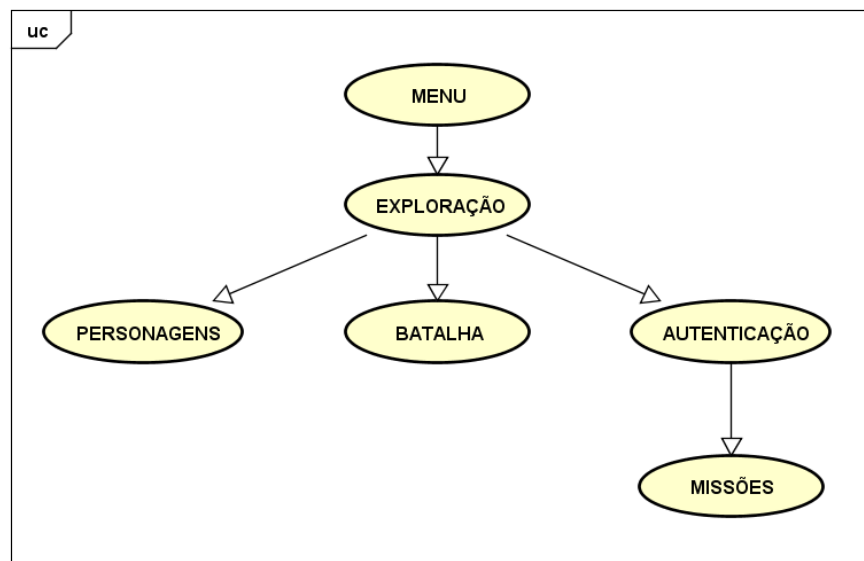 uc
MENU
EXPLORAÇÃO
PERSONAGENS
BATALHA
AUTENTICAÇÃO
MISSÕES